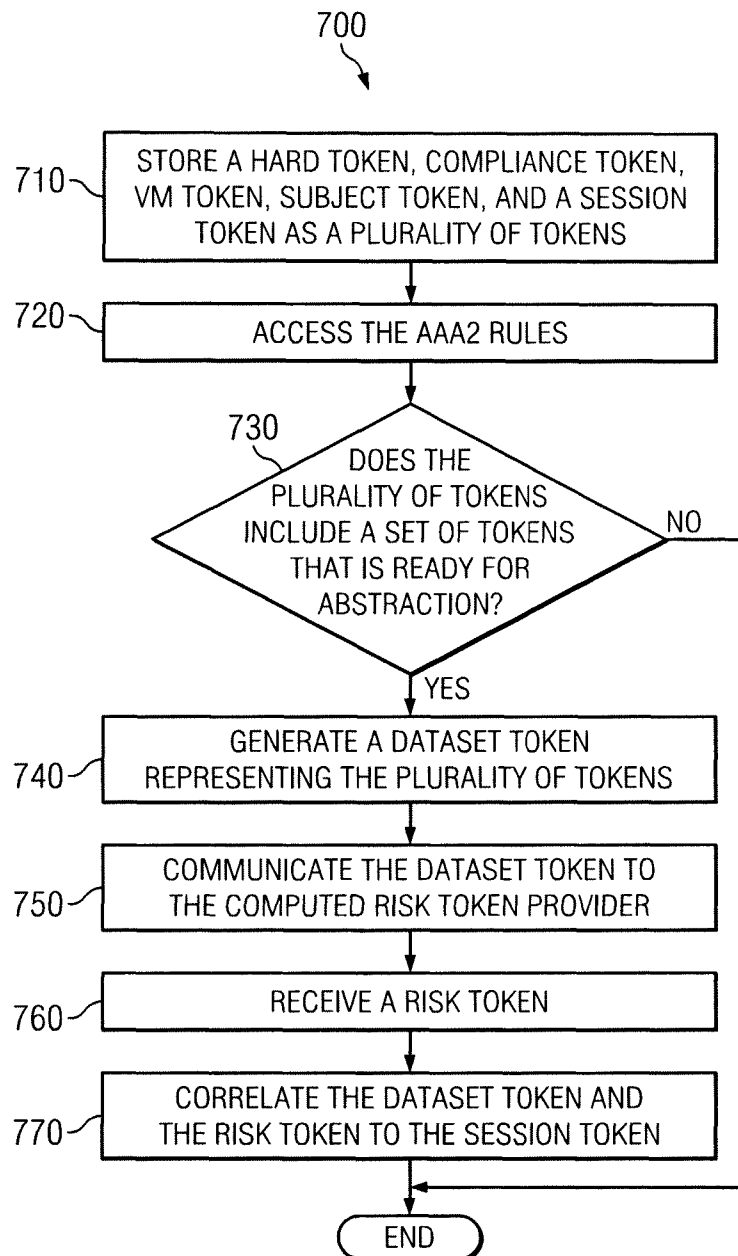 700
710
STORE A HARD TOKEN, COMPLIANCE TOKEN,
VM TOKEN, SUBJECT TOKEN, AND A SESSION
TOKEN AS A PLURALITY OF TOKENS
720
ACCESS THE AAA2 RULES
730
DOES THE
PLURALITY OF TOKENS
INCLUDE A SET OF TOKENS
THAT IS READY FOR
ABSTRACTION?
NO
YES
740
GENERATE A DATASET TOKEN
REPRESENTING THE PLURALITY OF TOKENS
750
COMMUNICATE THE DATASET TOKEN TO
THE COMPUTED RISK TOKEN PROVIDER
760
RECEIVE A RISK TOKEN
770
CORRELATE THE DATASET TOKEN AND
THE RISK TOKEN TO THE SESSION TOKEN
END